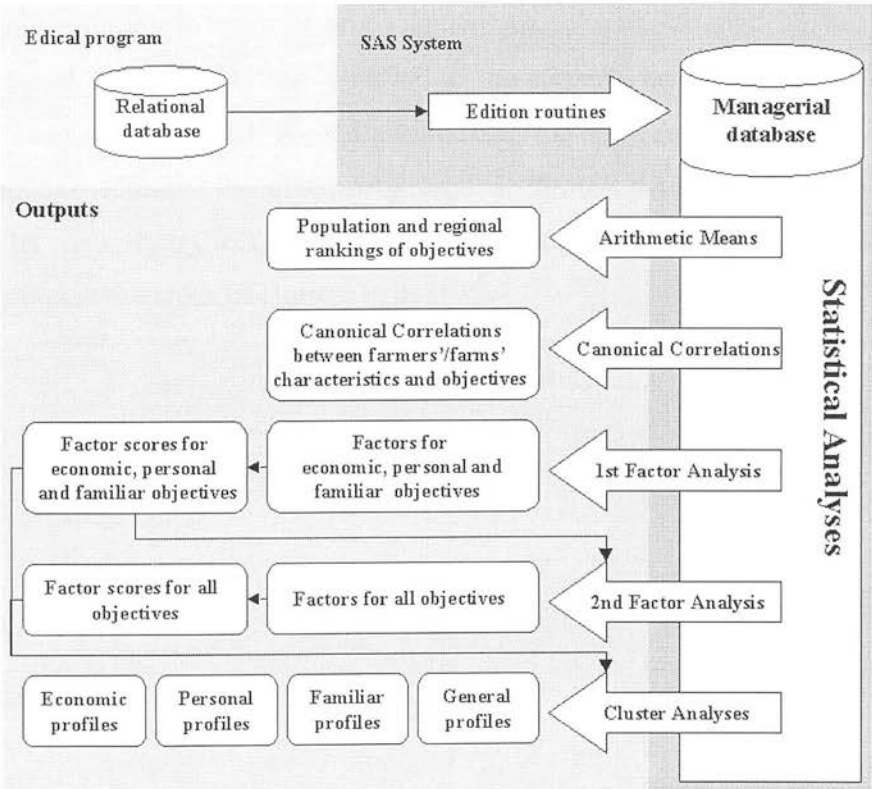 Edical program
SAS System
Relational
database
Edition routines
Managerial
database
Outputs
Population and regional
rankings of objectives
Arithmetic Means
Canonical Correlations
between farmers'/farms'
characteristics and objectives
Canonical Correlations
Statistical Analyses
Factor scores for
economic, personal
and familiar objectives
Factors for
economic, personal and
familiar objectives
1st Factor Analysis
Factor scores for all
objectives
Factors for all objectives
2nd Factor Analysis
Economic
profiles
Personal
profiles
Familiar
profiles
General
profiles
Cluster Analyses